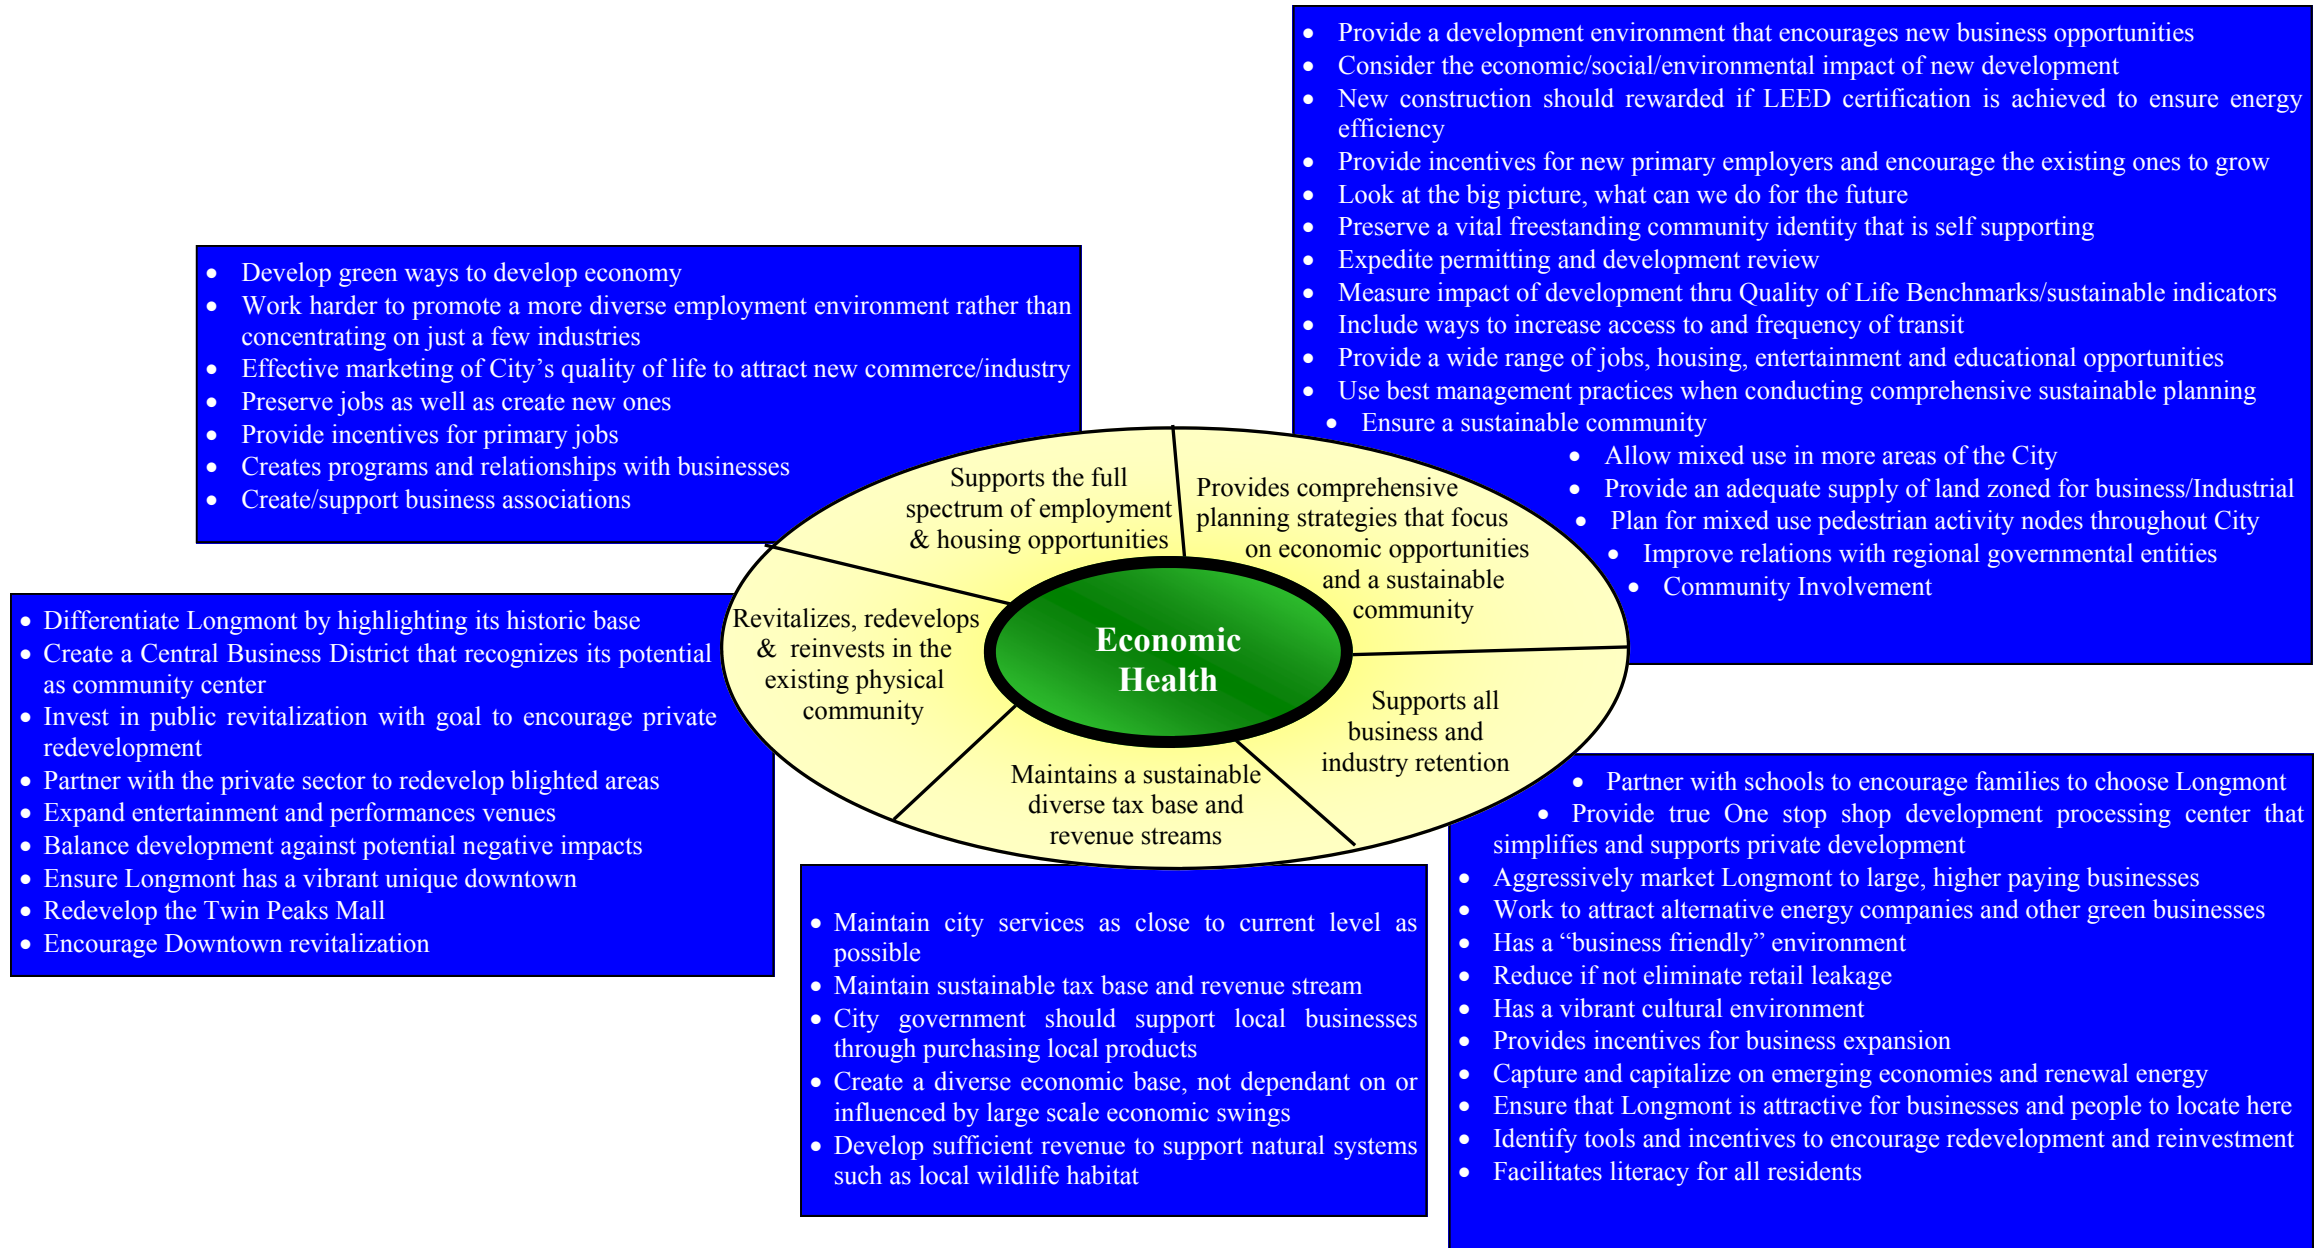 • Provide a development environment that encourages new business opportunities
• Consider the economic/social/environmental impact of new development
• New construction should rewarded if LEED certification is achieved to ensure energy
efficiency
• Provide incentives for new primary employers and encourage the existing ones to grow
• Look at the big picture, what can we do for the future
• Preserve a vital freestanding community identity that is self supporting
• Expedite permitting and development review
• Measure impact of development thru Quality of Life Benchmarks/sustainable indicators
• Include ways to increase access to and frequency of transit
• Provide a wide range of jobs, housing, entertainment and educational opportunities
• Use best management practices when conducting comprehensive sustainable planning
• Ensure a sustainable community
• Allow mixed use in more areas of the City
• Provide an adequate supply of land zoned for business/Industrial
• Plan for mixed use pedestrian activity nodes throughout City
• Improve relations with regional governmental entities
• Community Involvement
• Develop green ways to develop economy
• Work harder to promote a more diverse employment environment rather than
concentrating on just a few industries
• Effective marketing of City’s quality of life to attract new commerce/industry
• Preserve jobs as well as create new ones
• Provide incentives for primary jobs
• Creates programs and relationships with businesses
• Create/support business associations
Supports the full
spectrum of employment
& housing opportunities
Provides comprehensive
planning strategies that focus
on economic opportunities
and a sustainable
community
Revitalizes, redevelops
& reinvests in the
existing physical
community
Economic
Health
Supports all
business and
industry retention
Maintains a sustainable
diverse tax base and
revenue streams
• Differentiate Longmont by highlighting its historic base
• Create a Central Business District that recognizes its potential
as community center
• Invest in public revitalization with goal to encourage private
redevelopment
• Partner with the private sector to redevelop blighted areas
• Expand entertainment and performances venues
• Balance development against potential negative impacts
• Ensure Longmont has a vibrant unique downtown
• Redevelop the Twin Peaks Mall
• Encourage Downtown revitalization
• Maintain city services as close to current level as
possible
• Maintain sustainable tax base and revenue stream
• City government should support local businesses
through purchasing local products
• Create a diverse economic base, not dependant on or
influenced by large scale economic swings
• Develop sufficient revenue to support natural systems
such as local wildlife habitat
• Partner with schools to encourage families to choose Longmont
• Provide true One stop shop development processing center that
simplifies and supports private development
• Aggressively market Longmont to large, higher paying businesses
• Work to attract alternative energy companies and other green businesses
• Has a “business friendly” environment
• Reduce if not eliminate retail leakage
• Has a vibrant cultural environment
• Provides incentives for business expansion
• Capture and capitalize on emerging economies and renewal energy
• Ensure that Longmont is attractive for businesses and people to locate here
• Identify tools and incentives to encourage redevelopment and reinvestment
• Facilitates literacy for all residents